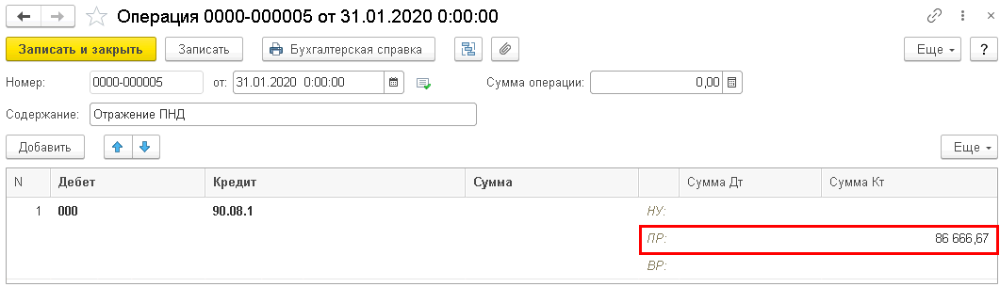 Операция 0000-000005 от 31.01.2020 0:00:00
Записать и закрыть Записать Бухгалтерская справка Еще ?
Номер: 0000-000005 от: 31.01.2020 0:00:00 Сумма операции: 0,00
Содержание: Отражение ПНД
Добавить Еще
N Дебет Кредит Сумма Сумма Дт Сумма Кт
1 000 90.08.1 НУ:
ПР: 86 666,67
ВР: